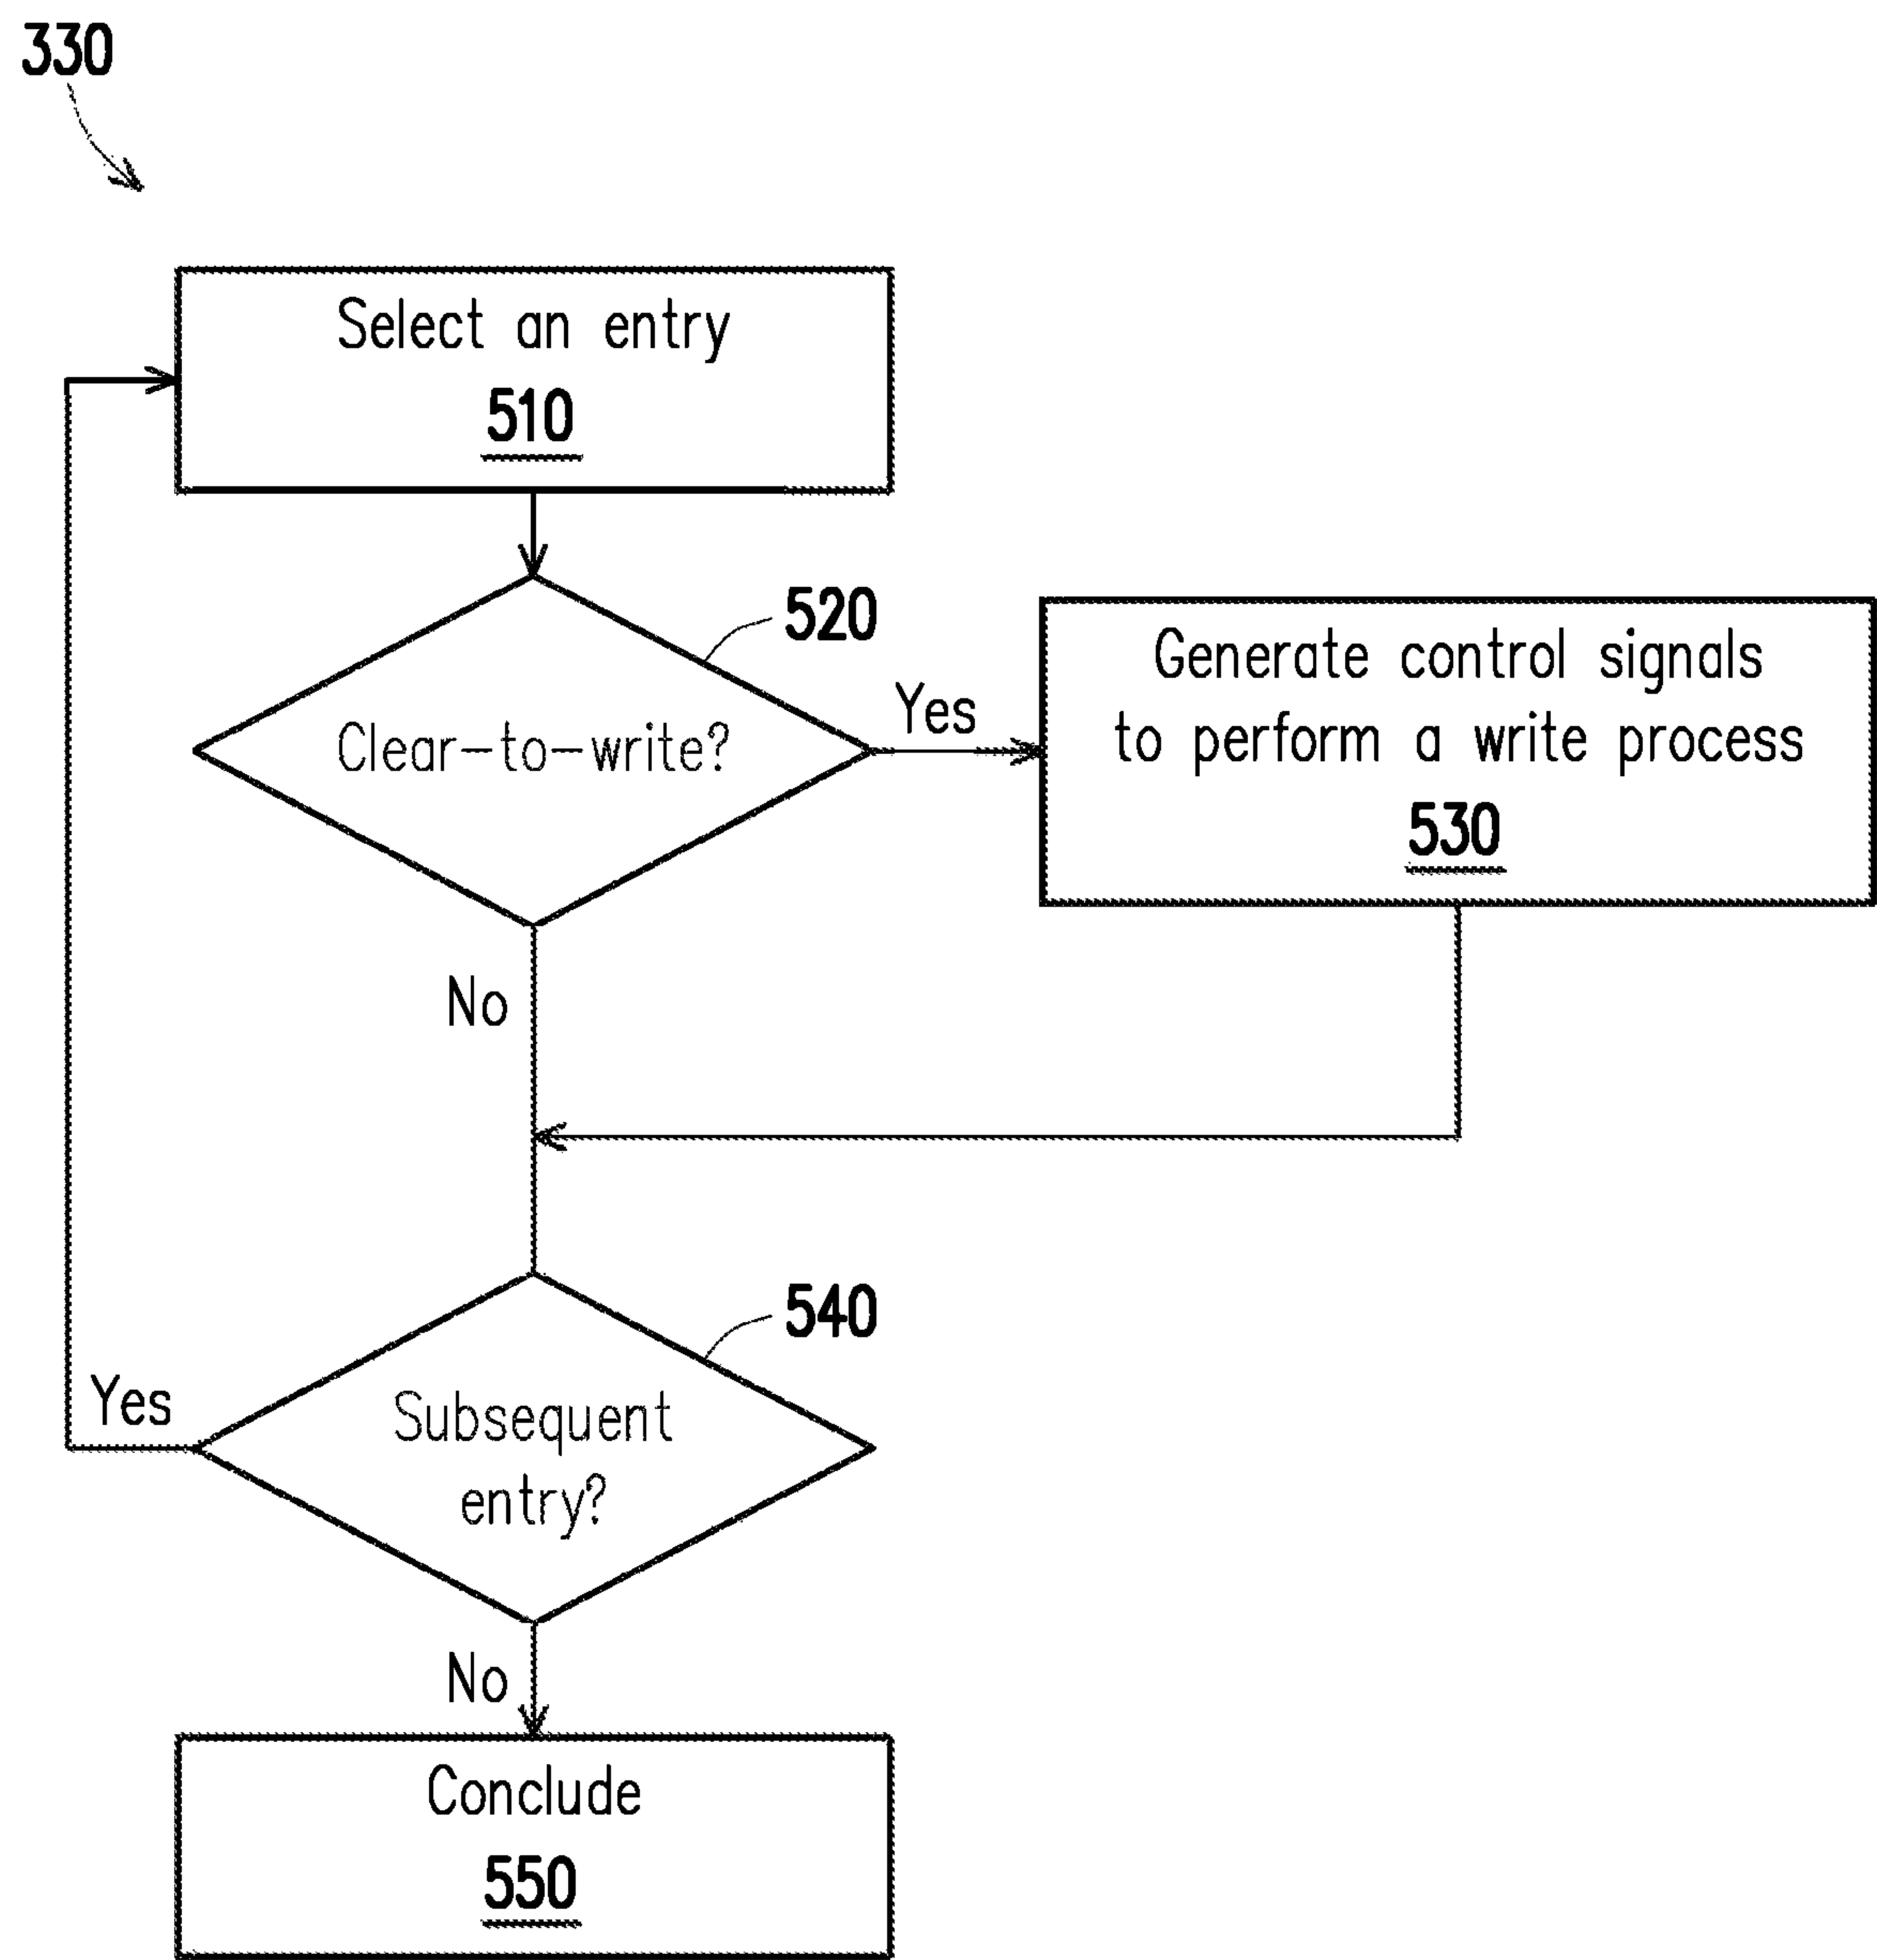 330
Select an entry
510
520
Clear-to-write?
Yes
Generate control signals
to perform a write process
530
No
540
Subsequent
entry?
Yes
No
Conclude
550